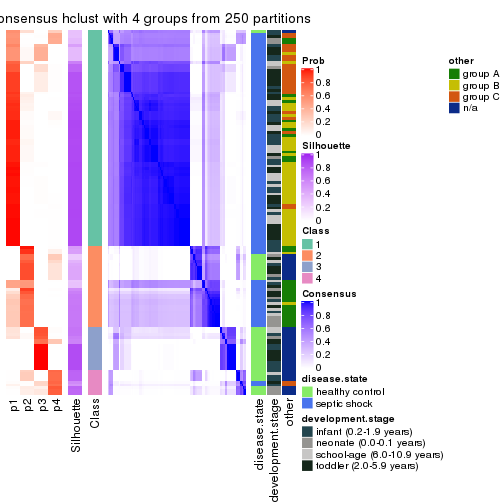 onsensus hclust with 4 groups from 250 partitions
Prob
1
0.8
0.6
0.4
0.2
0
Silhouette
1
0.8
0.6
0.4
0.2
0
Class
1
2
3
4
Consensus
1
0.8
0.6
0.4
0.2
0
disease.state
healthy control
septic shock
development.stage
infant (0.2-1.9 years)
neonate (0.0-0.1 years)
school-age (6.0-10.9 years)
toddler (2.0-5.9 years)
other
group A
group B
group C
n/a
p1
p2
p3
p4
Silhouette
Class
disease.state
development.stage
other